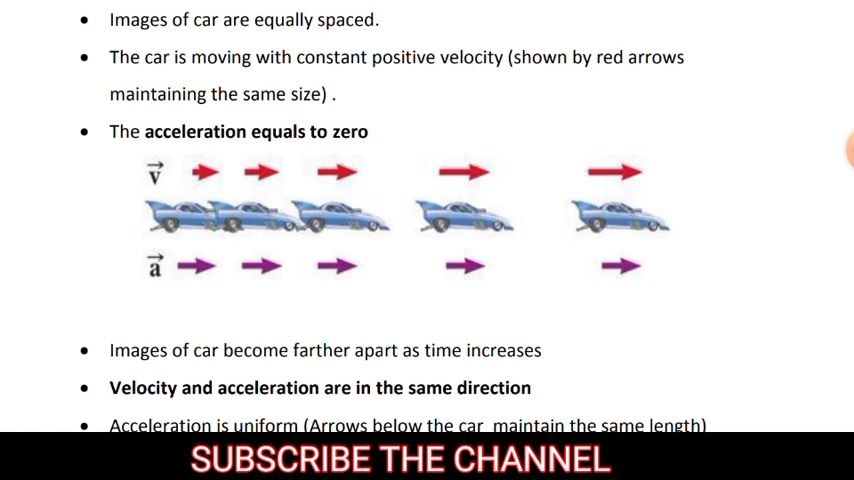 Images of car are equally spaced.
The car is moving with constant positive velocity (shown by red arrows
maintaining the same size) .
The acceleration equals to zero
v
a
Images of car become farther apart as time increases
Velocity and acceleration are in the same direction
Acceleration is uniform (Arrows below the car maintain the same length)
SUBSCRIBE THE CHANNEL